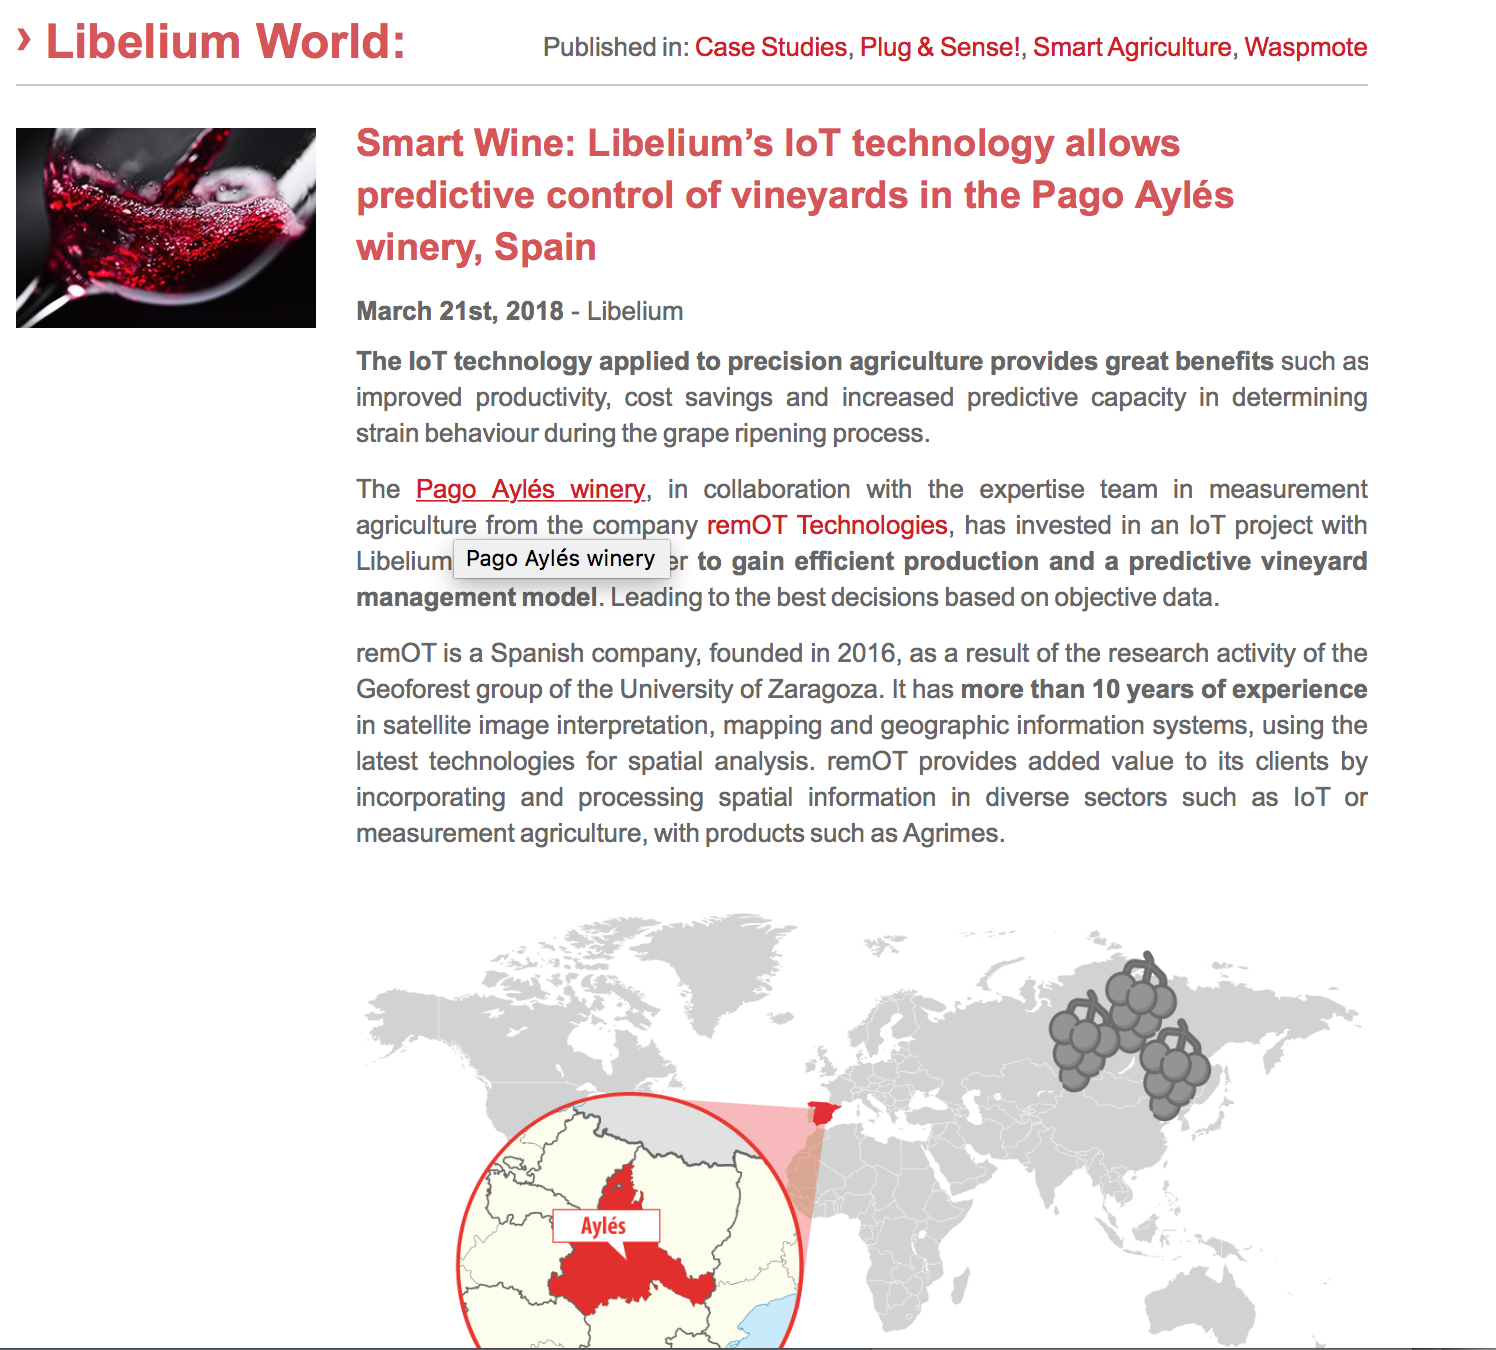 › Libelium World:
Published in: Case Studies, Plug & Sense!, Smart Agriculture, Waspmote
Smart Wine: Libelium’s IoT technology allows
predictive control of vineyards in the Pago Aylés
winery, Spain
March 21st, 2018 - Libelium
The IoT technology applied to precision agriculture provides great benefits such as
improved productivity, cost savings and increased predictive capacity in determining
strain behaviour during the grape ripening process.
The Pago Aylés winery, in collaboration with the expertise team in measurement
agriculture from the company remOT Technologies, has invested in an IoT project with
Libelium er to gain efficient production and a predictive vineyard
Pago Aylés winery
management model. Leading to the best decisions based on objective data.
remOT is a Spanish company, founded in 2016, as a result of the research activity of the
Geoforest group of the University of Zaragoza. It has more than 10 years of experience
in satellite image interpretation, mapping and geographic information systems, using the
latest technologies for spatial analysis. remOT provides added value to its clients by
incorporating and processing spatial information in diverse sectors such as IoT or
measurement agriculture, with products such as Agrimes.
Aylés